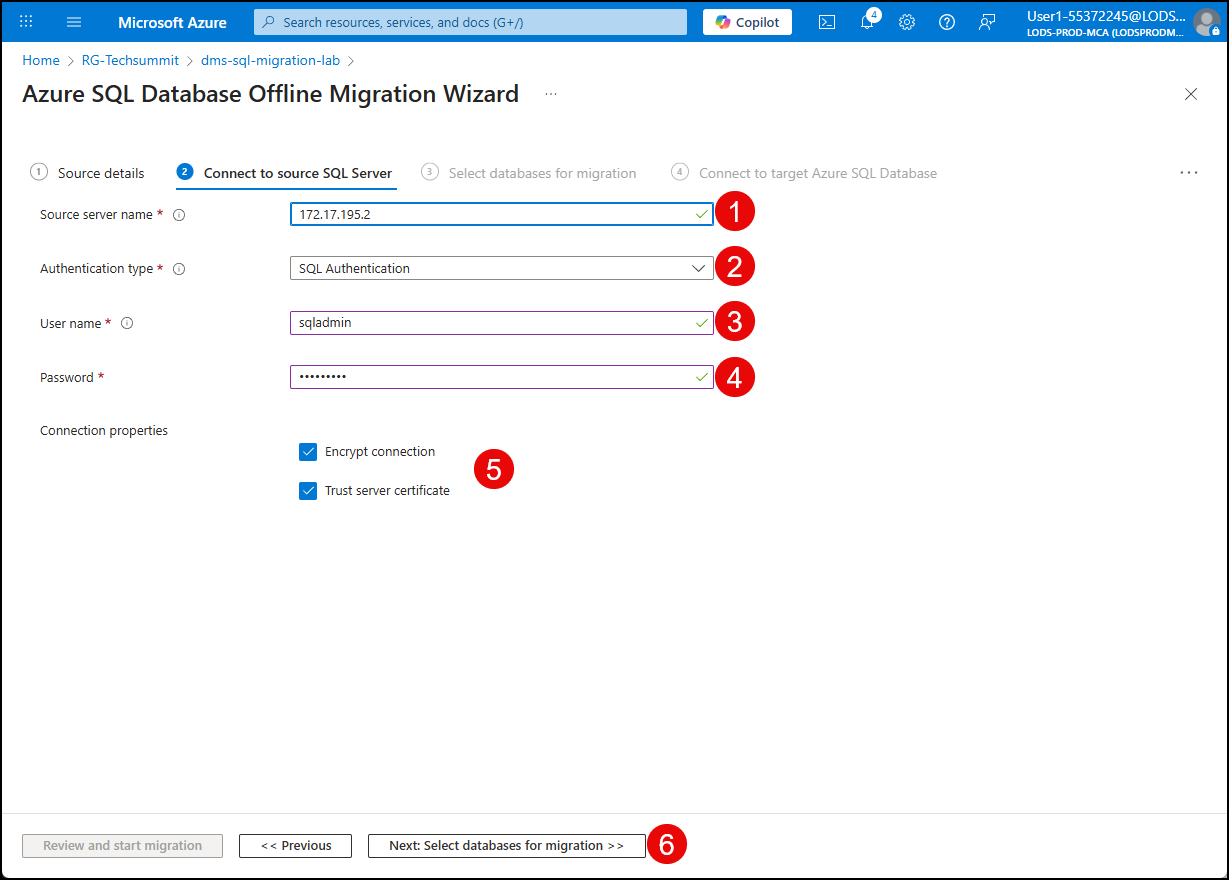 Microsoft Azure
Search resources, services, and docs (G+/)
Copilot
4
User1-55372245@LODS...
LODS-PROD-MCA (LODSPRODM...
Home > RG-Techsummit > dms-sql-migration-lab >
Azure SQL Database Offline Migration Wizard ...
1 Source details
2 Connect to source SQL Server
3 Select databases for migration
4 Connect to target Azure SQL Database
...
Source server name *
172.17.195.2
1
Authentication type *
SQL Authentication
2
User name *
sqladmin
3
Password *
•••••••••
4
Connection properties
Encrypt connection
5
Trust server certificate
Review and start migration
<< Previous
Next: Select databases for migration >>
6